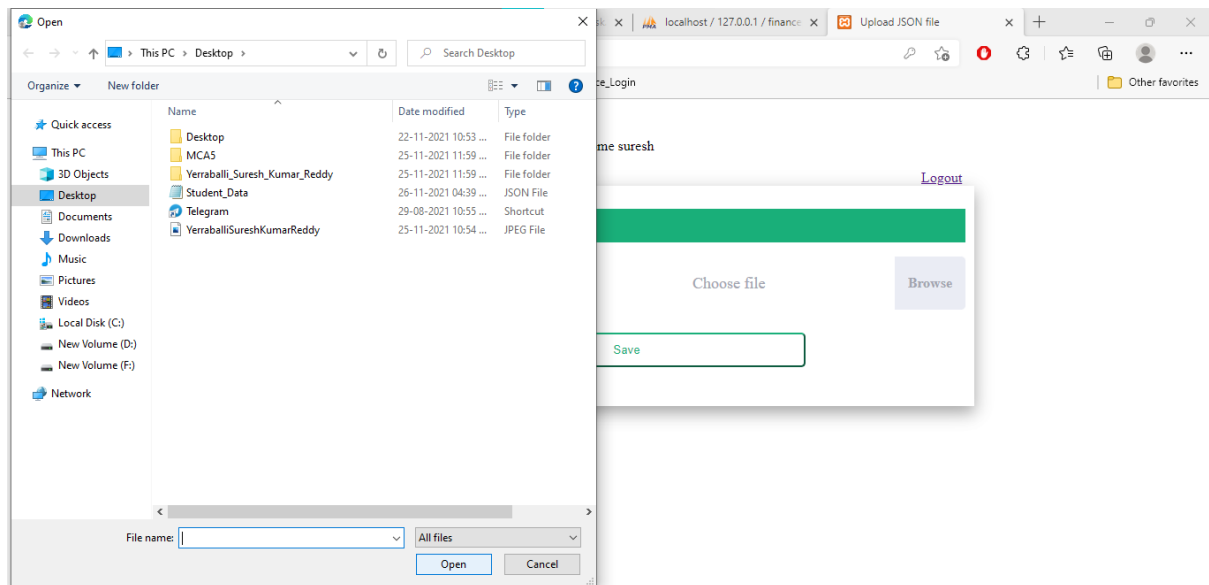 Open
localhost / 127.0.0.1 / finance
Upload JSON file
This PC > Desktop >
Search Desktop
Organize
New folder
ce_Login
Other favorites
Name Date modified Type
Quick access
This PC
3D Objects
Desktop
Documents
Downloads
Music
Pictures
Videos
Local Disk (C:)
New Volume (D:)
New Volume (F:)
Network
Desktop 22-11-2021 10:53 ... File folder
MCA5 25-11-2021 11:59 ... File folder
Yerraballi_Suresh_Kumar_Reddy 25-11-2021 11:59 ... File folder
Student_Data 26-11-2021 04:39 ... JSON File
Telegram 29-08-2021 10:55 ... Shortcut
YerraballiSureshKumarReddy 25-11-2021 10:54 ... JPEG File
me suresh
Logout
Choose file
Browse
Save
File name:
All files
Open
Cancel